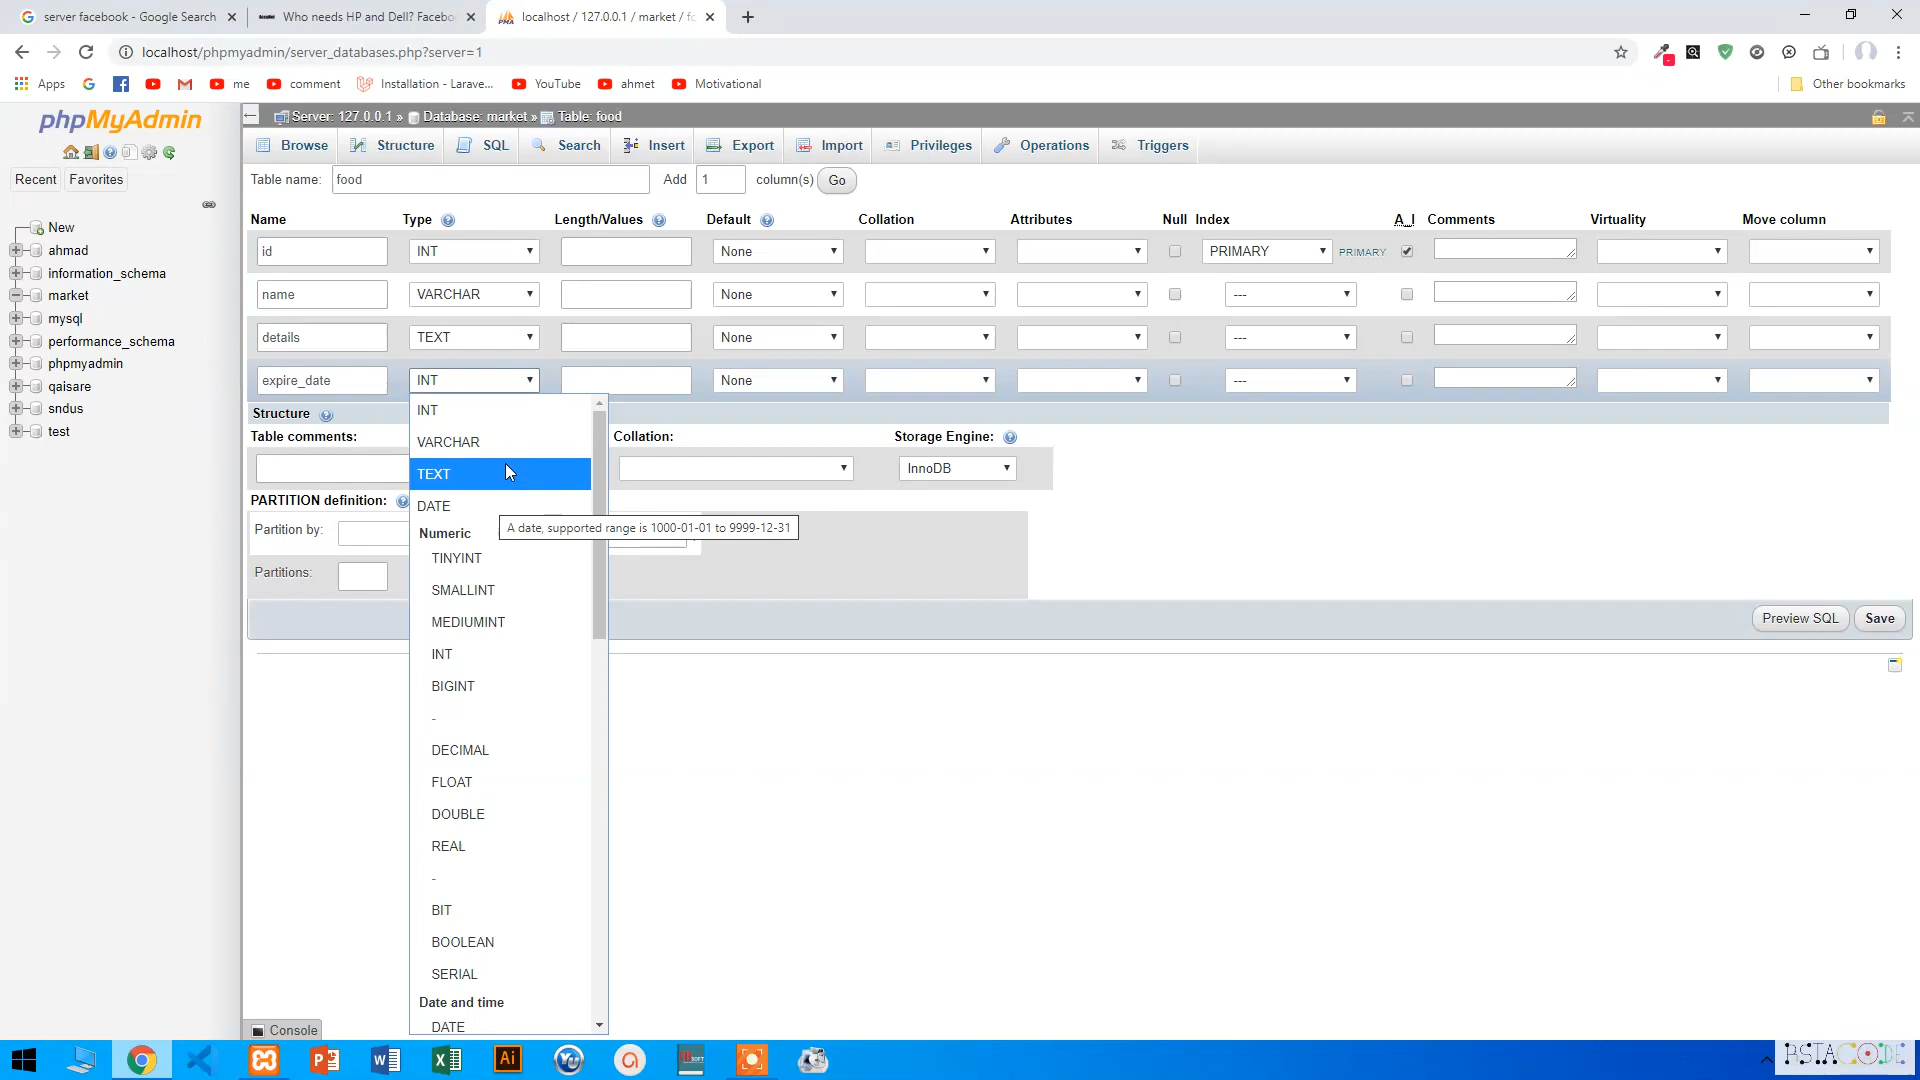 server facebook - Google Search
Who needs HP and Dell? Facebo
localhost / 127.0.0.1 / market / fo
localhost/phpmyadmin/server_databases.php?server=1
Apps
me
comment
Installation - Larave...
YouTube
ahmet
Motivational
Other bookmarks
phpMyAdmin
Server: 127.0.0.1 » Database: market » Table: food
Browse
Structure
SQL
Search
Insert
Export
Import
Privileges
Operations
Triggers
Recent
Favorites
New
ahmad
information_schema
market
mysql
performance_schema
phpmyadmin
qaisare
sndus
test
Table name: food Add 1 column(s) Go
Name Type Length/Values Default Collation Attributes Null Index A_I Comments Virtuality Move column
id INT None PRIMARY PRIMARY
name VARCHAR None ---
details TEXT None ---
expire_date INT None ---
INT
VARCHAR
TEXT
DATE
A date, supported range is 1000-01-01 to 9999-12-31
Numeric
TINYINT
SMALLINT
MEDIUMINT
INT
BIGINT
-
DECIMAL
FLOAT
DOUBLE
REAL
-
BIT
BOOLEAN
SERIAL
Date and time
DATE
Structure
Table comments: Collation: Storage Engine:
InnoDB
PARTITION definition:
Partition by:
Partitions:
Preview SQL Save
Console
RSTACODE